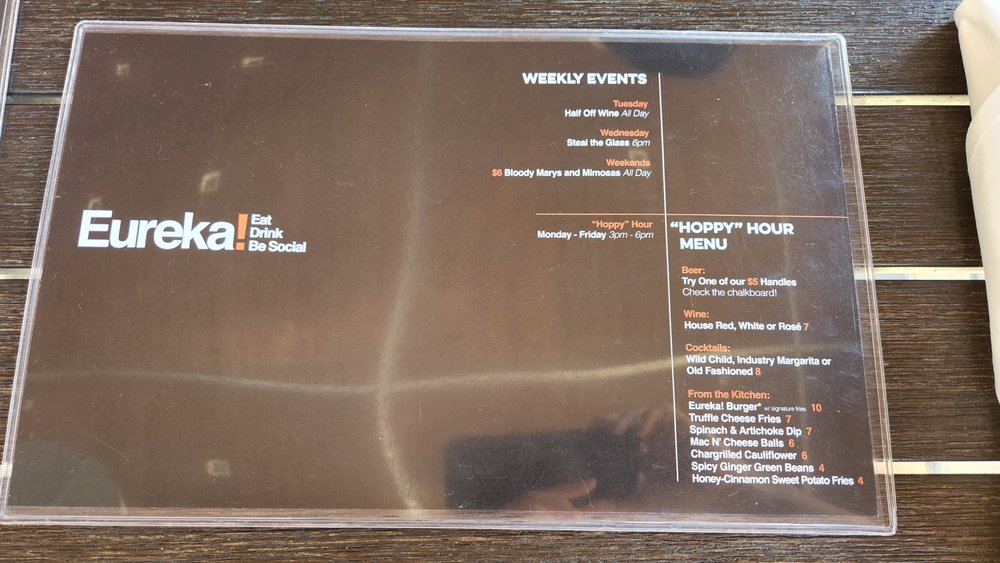 Eureka!
Eat
Drink
Be Social
WEEKLY EVENTS
Tuesday
Half Off Wine All Day
Wednesday
Steal the Glass 6pm
Weekends
$6 Bloody Marys and Mimosas All Day
“Hoppy” Hour
Monday - Friday 3pm - 6pm
“HOPPY” HOUR
MENU
Beer:
Try One of our $5 Handles
Check the chalkboard!
Wine:
House Red, White or Rosé 7
Cocktails:
Wild Child, Industry Margarita or
Old Fashioned 8
From the Kitchen:
Eureka! Burger* w/ signature fries 10
Truffle Cheese Fries 7
Spinach & Artichoke Dip 7
Mac N' Cheese Balls 6
Chargrilled Cauliflower 6
Spicy Ginger Green Beans 4
Honey-Cinnamon Sweet Potato Fries 4